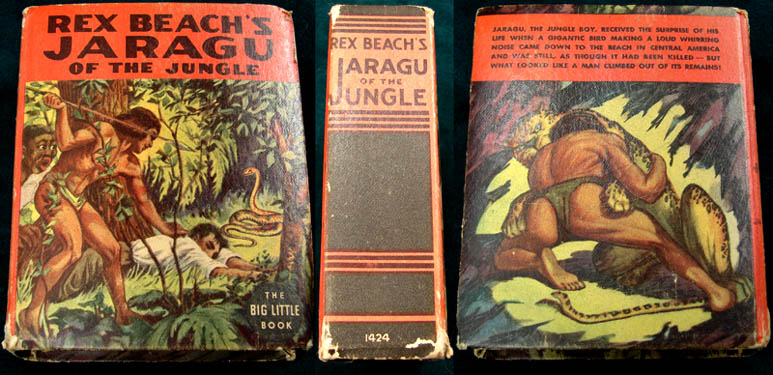 REX BEACH'S
JARAGU
OF THE JUNGLE
THE
BIG LITTLE
BOOK
REX BEACH'S
JARAGU
OF THE
JUNGLE
1424
JARAGU, THE JUNGLE BOY, RECEIVED THE SURPRISE OF HIS
LIFE WHEN A GIGANTIC BIRD MAKING A LOUD WHIRRING
NOISE CAME DOWN TO THE BEACH IN CENTRAL AMERICA
AND WAS STILL, AS THOUGH IT HAD BEEN KILLED—BUT
WHAT LOOKED LIKE A MAN CLIMBED OUT OF ITS REMAINS!